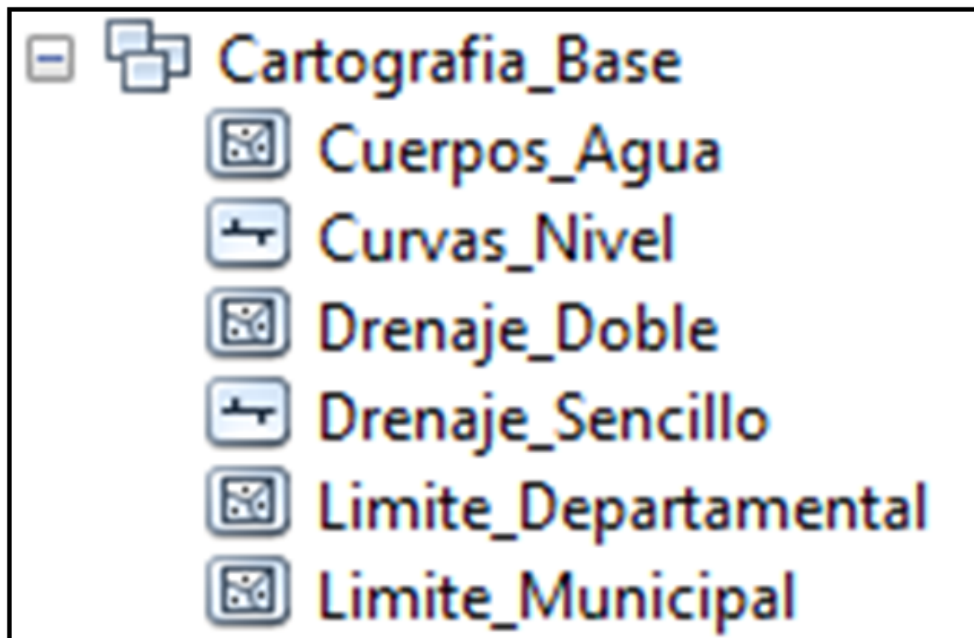 Cartografia_Base
Cuerpos_Agua
Curvas_Nivel
Drenaje_Doble
Drenaje_Sencillo
Limite_Departamental
Limite_Municipal